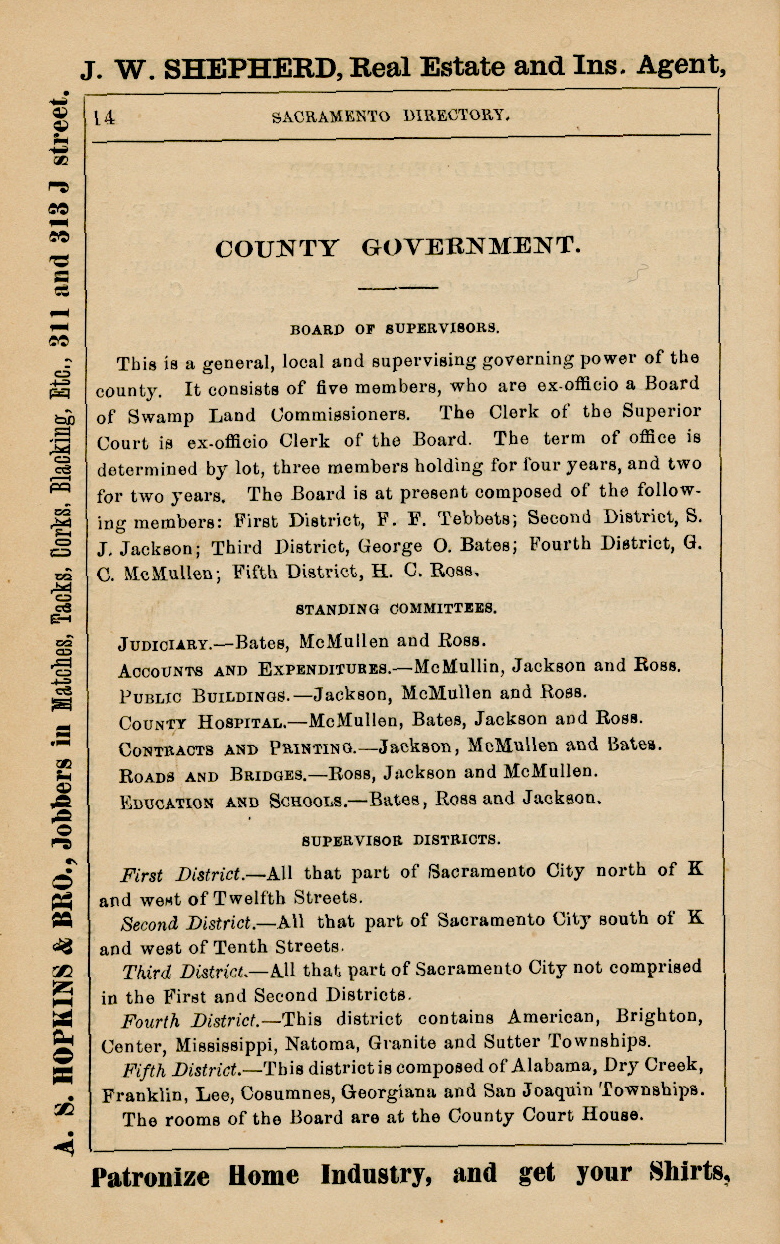 J. W. SHEPHERD, Real Estate and Ins. Agent,
A. S. HOPKINS & BRO., Jobbers in Matches, Tacks, Corks, Blacking, Etc., 311 and 313 J street.
14 SACRAMENTO DIRECTORY.
COUNTY GOVERNMENT.
BOARD OF SUPERVISORS.
This is a general, local and supervising governing power of the
county. It consists of five members, who are ex-officio a Board
of Swamp Land Commissioners. The Clerk of the Superior
Court is ex-officio Clerk of the Board. The term of office is
determined by lot, three members holding for four years, and two
for two years. The Board is at present composed of the follow-
ing members: First District, F. F. Tebbets; Second District, S.
J. Jackson; Third District, George O. Bates; Fourth District, G.
C. McMullen; Fifth District, H. C. Ross.
STANDING COMMITTEES.
JUDICIARY.—Bates, McMullen and Ross.
ACCOUNTS AND EXPENDITURES.—McMullin, Jackson and Ross.
PUBLIC BUILDINGS.—Jackson, McMullen and Ross.
COUNTY HOSPITAL.—McMullen, Bates, Jackson and Ross.
CONTRACTS AND PRINTING.—Jackson, McMullen and Bates.
ROADS AND BRIDGES.—Ross, Jackson and McMullen.
EDUCATION AND SCHOOLS.—Bates, Ross and Jackson.
SUPERVISOR DISTRICTS.
First District.—All that part of Sacramento City north of K
and west of Twelfth Streets.
Second District.—All that part of Sacramento City south of K
and west of Tenth Streets.
Third District.—All that part of Sacramento City not comprised
in the First and Second Districts.
Fourth District.—This district contains American, Brighton,
Center, Mississippi, Natoma, Granite and Sutter Townships.
Fifth District.—This district is composed of Alabama, Dry Creek,
Franklin, Lee, Cosumnes, Georgiana and San Joaquin Townships.
The rooms of the Board are at the County Court House.
Patronize Home Industry, and get your Shirts,